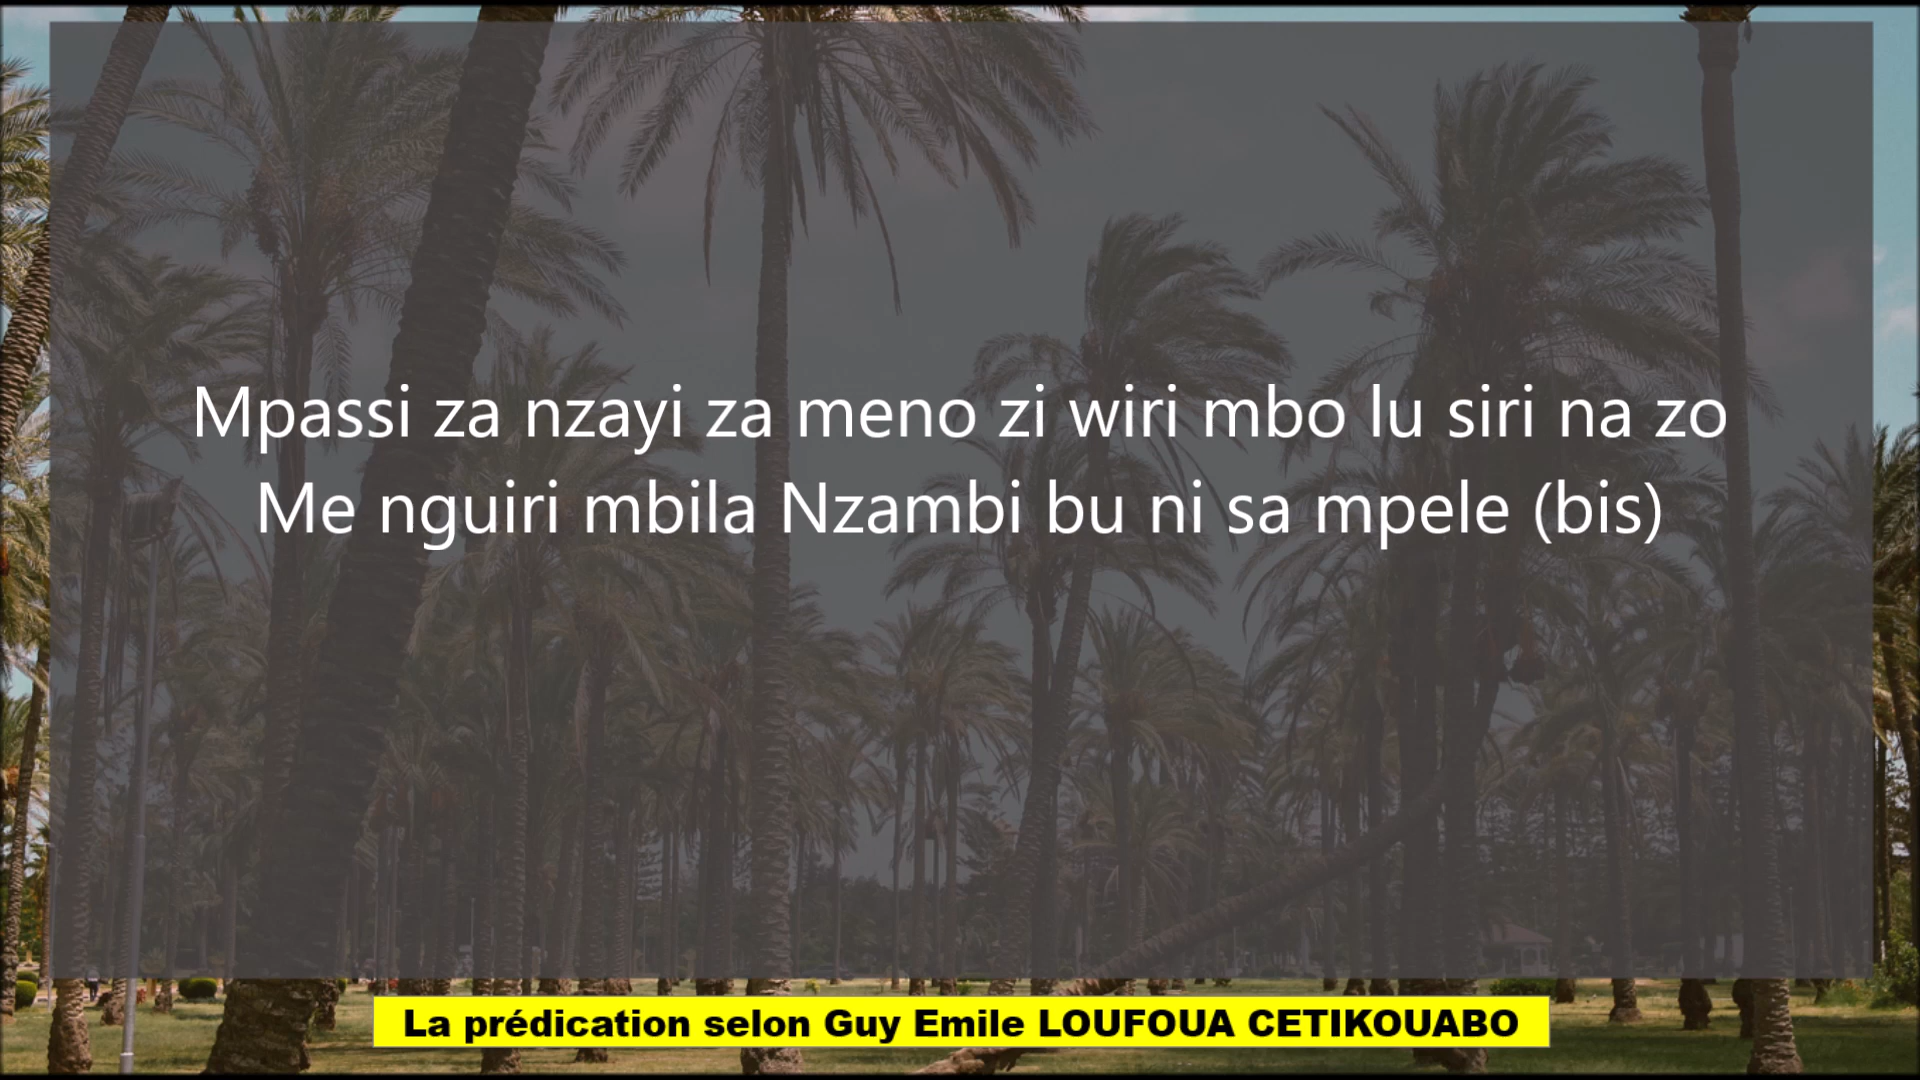 Mpassi za nzayi za meno zi wiri mbo lu siri na zo
Me nguiri mbila Nzambi bu ni sa mpele (bis)
La prédication selon Guy Emile LOUFOUA CETIKOUABO